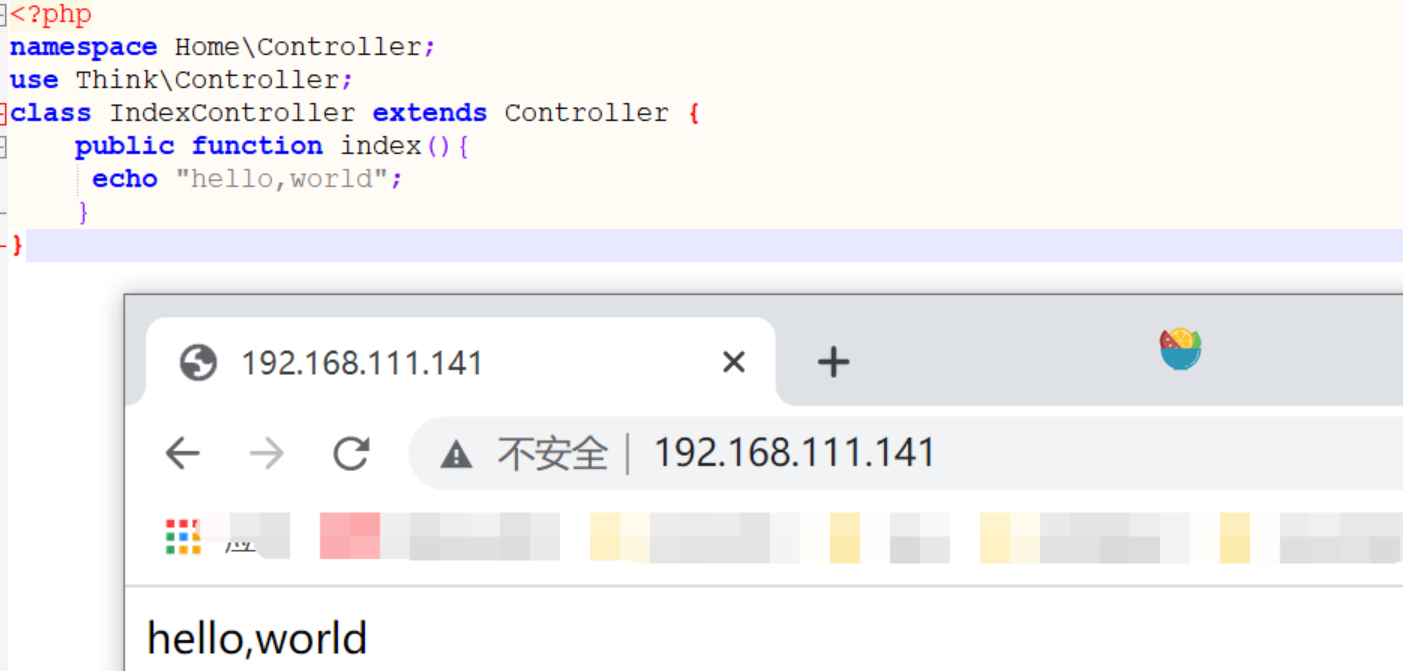 <?php
namespace Home\Controller;
use Think\Controller;
class IndexController extends Controller {
public function index(){
echo "hello,world";
}
}
192.168.111.141
不安全 192.168.111.141
hello,world